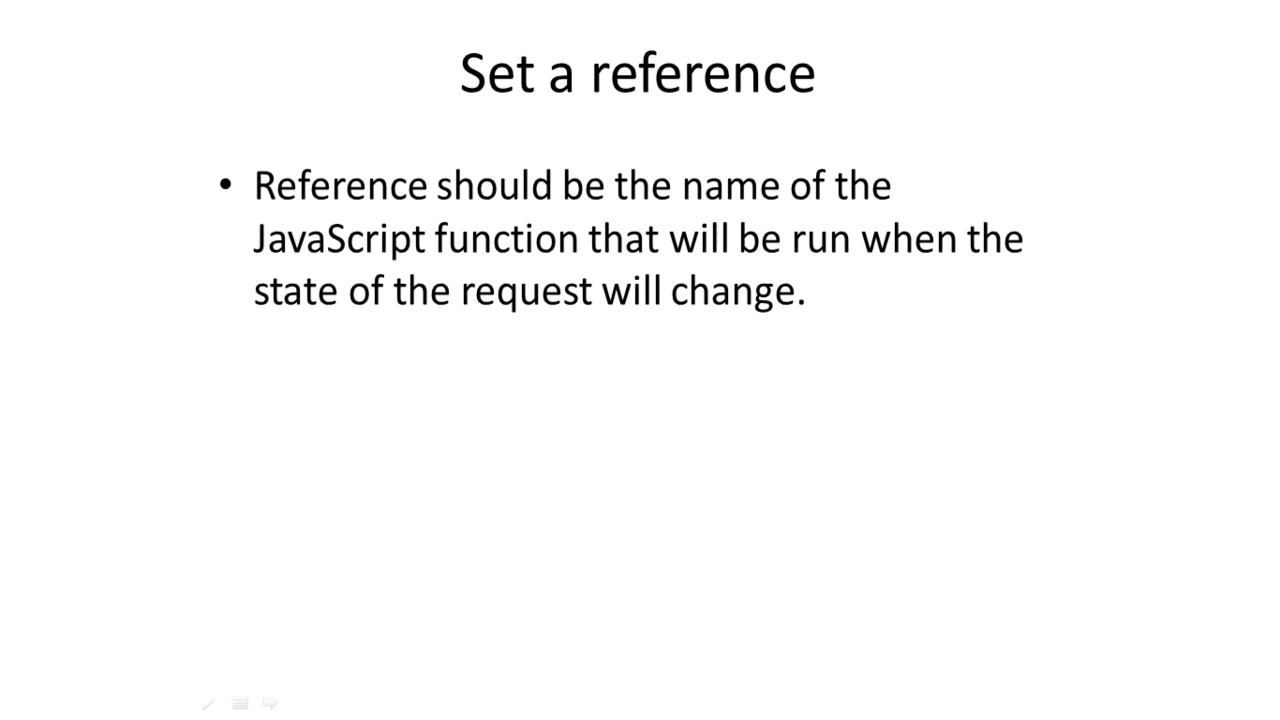 Set a reference
• Reference should be the name of the
JavaScript function that will be run when the
state of the request will change.